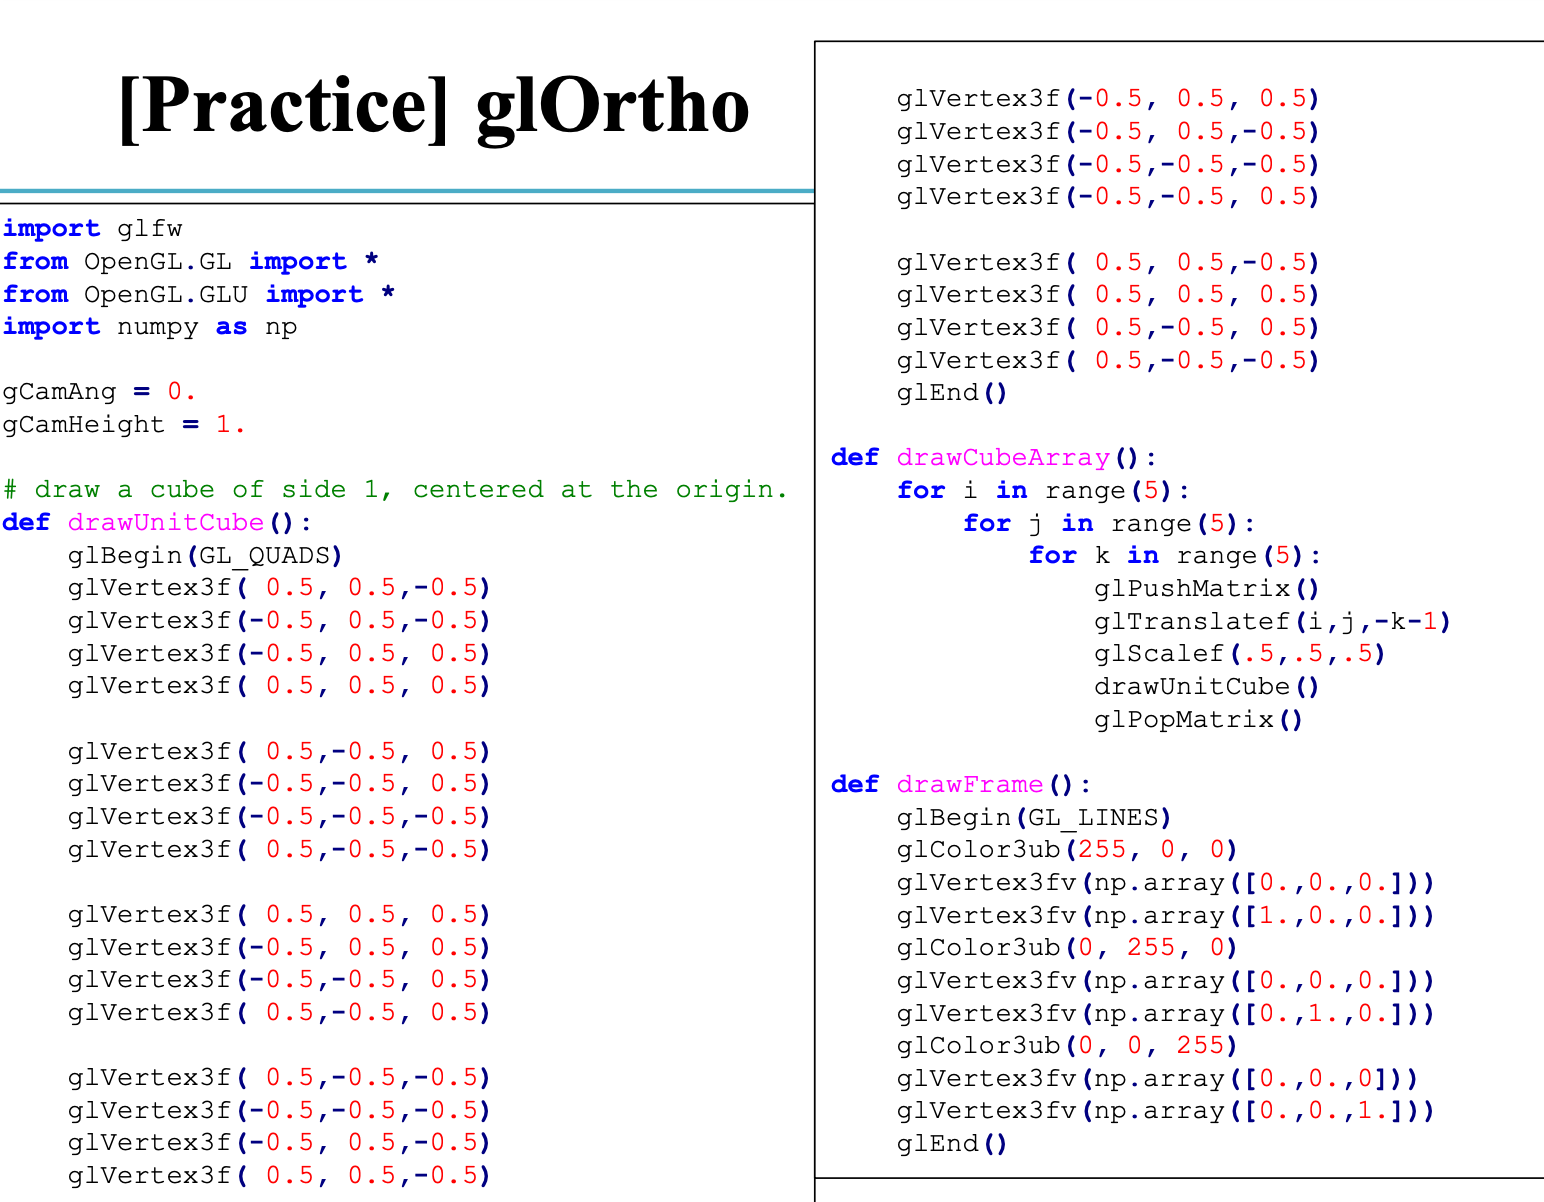 [Practice] glOrtho
import glfw
from OpenGL.GL import *
from OpenGL.GLU import *
import numpy as np
gCamAng = 0.
gCamHeight = 1.
# draw a cube of side 1, centered at the origin.
def drawUnitCube():
    glBegin(GL_QUADS)
    glVertex3f( 0.5, 0.5,-0.5)
    glVertex3f(-0.5, 0.5,-0.5)
    glVertex3f(-0.5, 0.5, 0.5)
    glVertex3f( 0.5, 0.5, 0.5)
    glVertex3f( 0.5,-0.5, 0.5)
    glVertex3f(-0.5,-0.5, 0.5)
    glVertex3f(-0.5,-0.5,-0.5)
    glVertex3f( 0.5,-0.5,-0.5)
    glVertex3f( 0.5, 0.5, 0.5)
    glVertex3f(-0.5, 0.5, 0.5)
    glVertex3f(-0.5,-0.5, 0.5)
    glVertex3f( 0.5,-0.5, 0.5)
    glVertex3f( 0.5,-0.5,-0.5)
    glVertex3f(-0.5,-0.5,-0.5)
    glVertex3f(-0.5, 0.5,-0.5)
    glVertex3f( 0.5, 0.5,-0.5)
    glVertex3f(-0.5, 0.5, 0.5)
    glVertex3f(-0.5, 0.5,-0.5)
    glVertex3f(-0.5,-0.5,-0.5)
    glVertex3f(-0.5,-0.5, 0.5)
    glVertex3f( 0.5, 0.5,-0.5)
    glVertex3f( 0.5, 0.5, 0.5)
    glVertex3f( 0.5,-0.5, 0.5)
    glVertex3f( 0.5,-0.5,-0.5)
    glEnd()
def drawCubeArray():
    for i in range(5):
        for j in range(5):
            for k in range(5):
                glPushMatrix()
                glTranslatef(i,j,-k-1)
                glScalef(.5,.5,.5)
                drawUnitCube()
                glPopMatrix()
def drawFrame():
    glBegin(GL_LINES)
    glColor3ub(255, 0, 0)
    glVertex3fv(np.array([0.,0.,0.]))
    glVertex3fv(np.array([1.,0.,0.]))
    glColor3ub(0, 255, 0)
    glVertex3fv(np.array([0.,0.,0.]))
    glVertex3fv(np.array([0.,1.,0.]))
    glColor3ub(0, 0, 255)
    glVertex3fv(np.array([0.,0.,0]))
    glVertex3fv(np.array([0.,0.,1.]))
    glEnd()